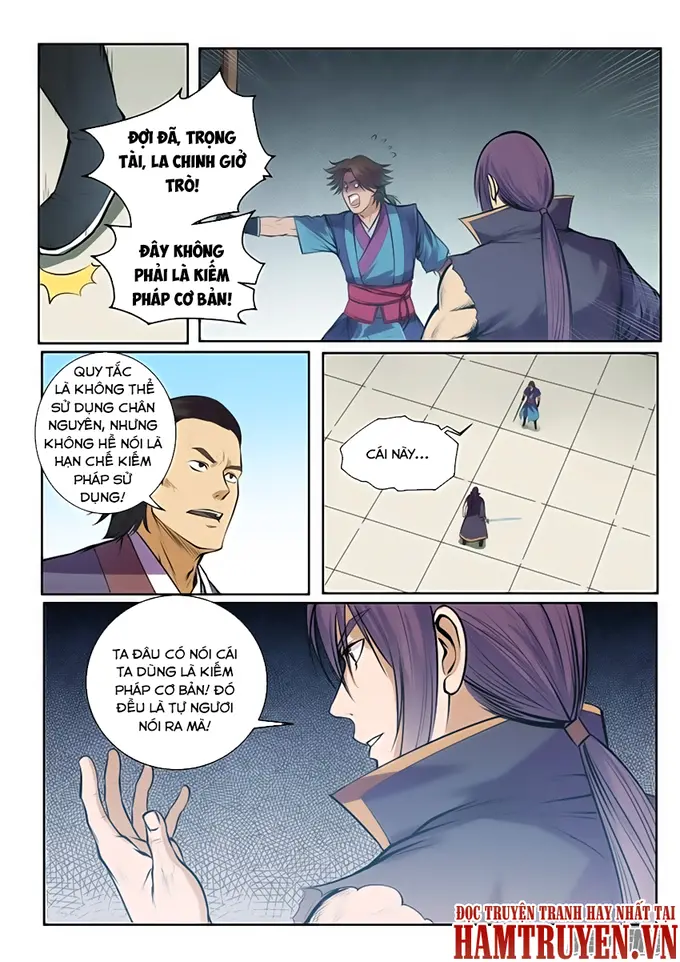 ĐỢI ĐÃ, TRỌNG
TÀI, LA CHINH GIỞ
TRÒ!
ĐÂY KHÔNG
PHẢI LÀ KIẾM
PHÁP CƠ BẢN!
QUY TẮC
LÀ KHÔNG THỂ
SỬ DỤNG CHÂN
NGUYÊN, NHƯNG
KHÔNG HỀ NÓI LÀ
HẠN CHẾ KIẾM
PHÁP SỬ
DỤNG!
CÁI NÀY...
TA ĐÂU CÓ NÓI CÁI
TA DÙNG LÀ KIẾM
PHÁP CƠ BẢN! ĐÓ
ĐỀU LÀ TỰ NGƯƠI
NÓI RA MÀ!
ĐỌC TRUYỆN TRANH HAY NHẤT TẠI
HAMTRUYEN.VN